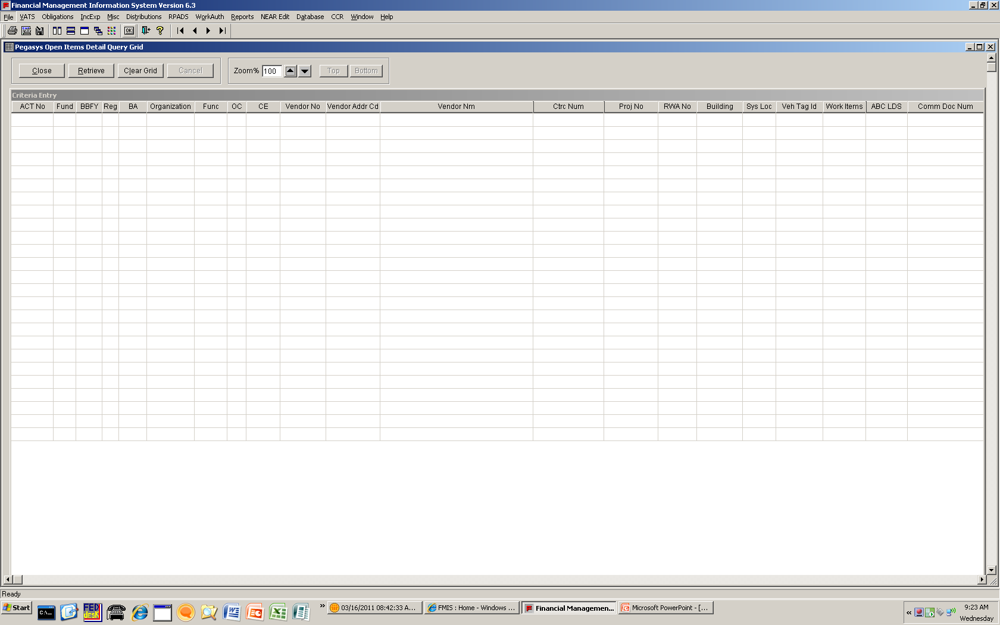 Financial Management Information System Version 6.3
File VATS Obligations IncExp Misc Distributions RPADS WorkAuth Reports NEAR Edit Database CCR Window Help
OK
Pegasys Open Items Detail Query Grid
Close Retrieve Clear Grid Cancel Zoom% 100 Top Bottom
Criteria Entry
ACT No Fund BBFY Reg BA Organization Func OC CE Vendor No Vendor Addr Cd Vendor Nm Ctrc Num Proj No RWA No Building Sys Loc Veh Tag Id Work Items ABC LDS Comm Doc Num
Ready
Start C:\_ FED desk » 03/16/2011 08:42:33 A... FMIS : Home - Windows ... Financial Managemen... Microsoft PowerPoint - [... « 9:23 AM
Wednesday